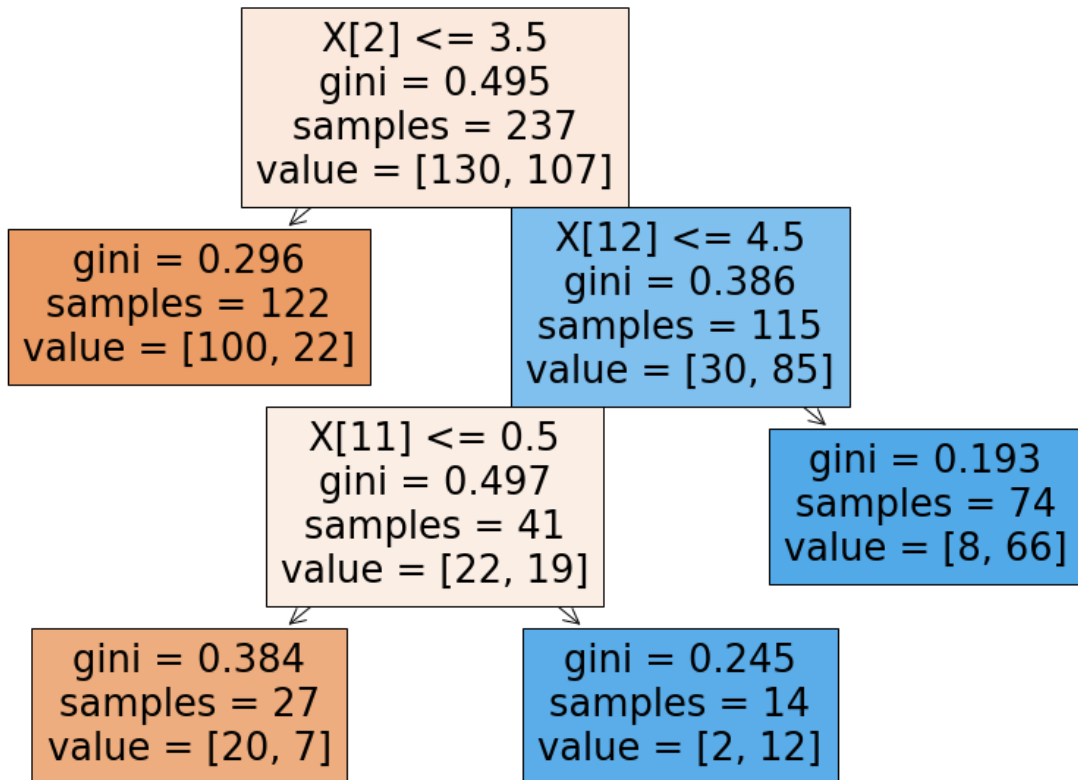 X[2] <= 3.5
gini = 0.495
samples = 237
value = [130, 107]
gini = 0.296
samples = 122
value = [100, 22]
X[12] <= 4.5
gini = 0.386
samples = 115
value = [30, 85]
X[11] <= 0.5
gini = 0.497
samples = 41
value = [22, 19]
gini = 0.193
samples = 74
value = [8, 66]
gini = 0.384
samples = 27
value = [20, 7]
gini = 0.245
samples = 14
value = [2, 12]